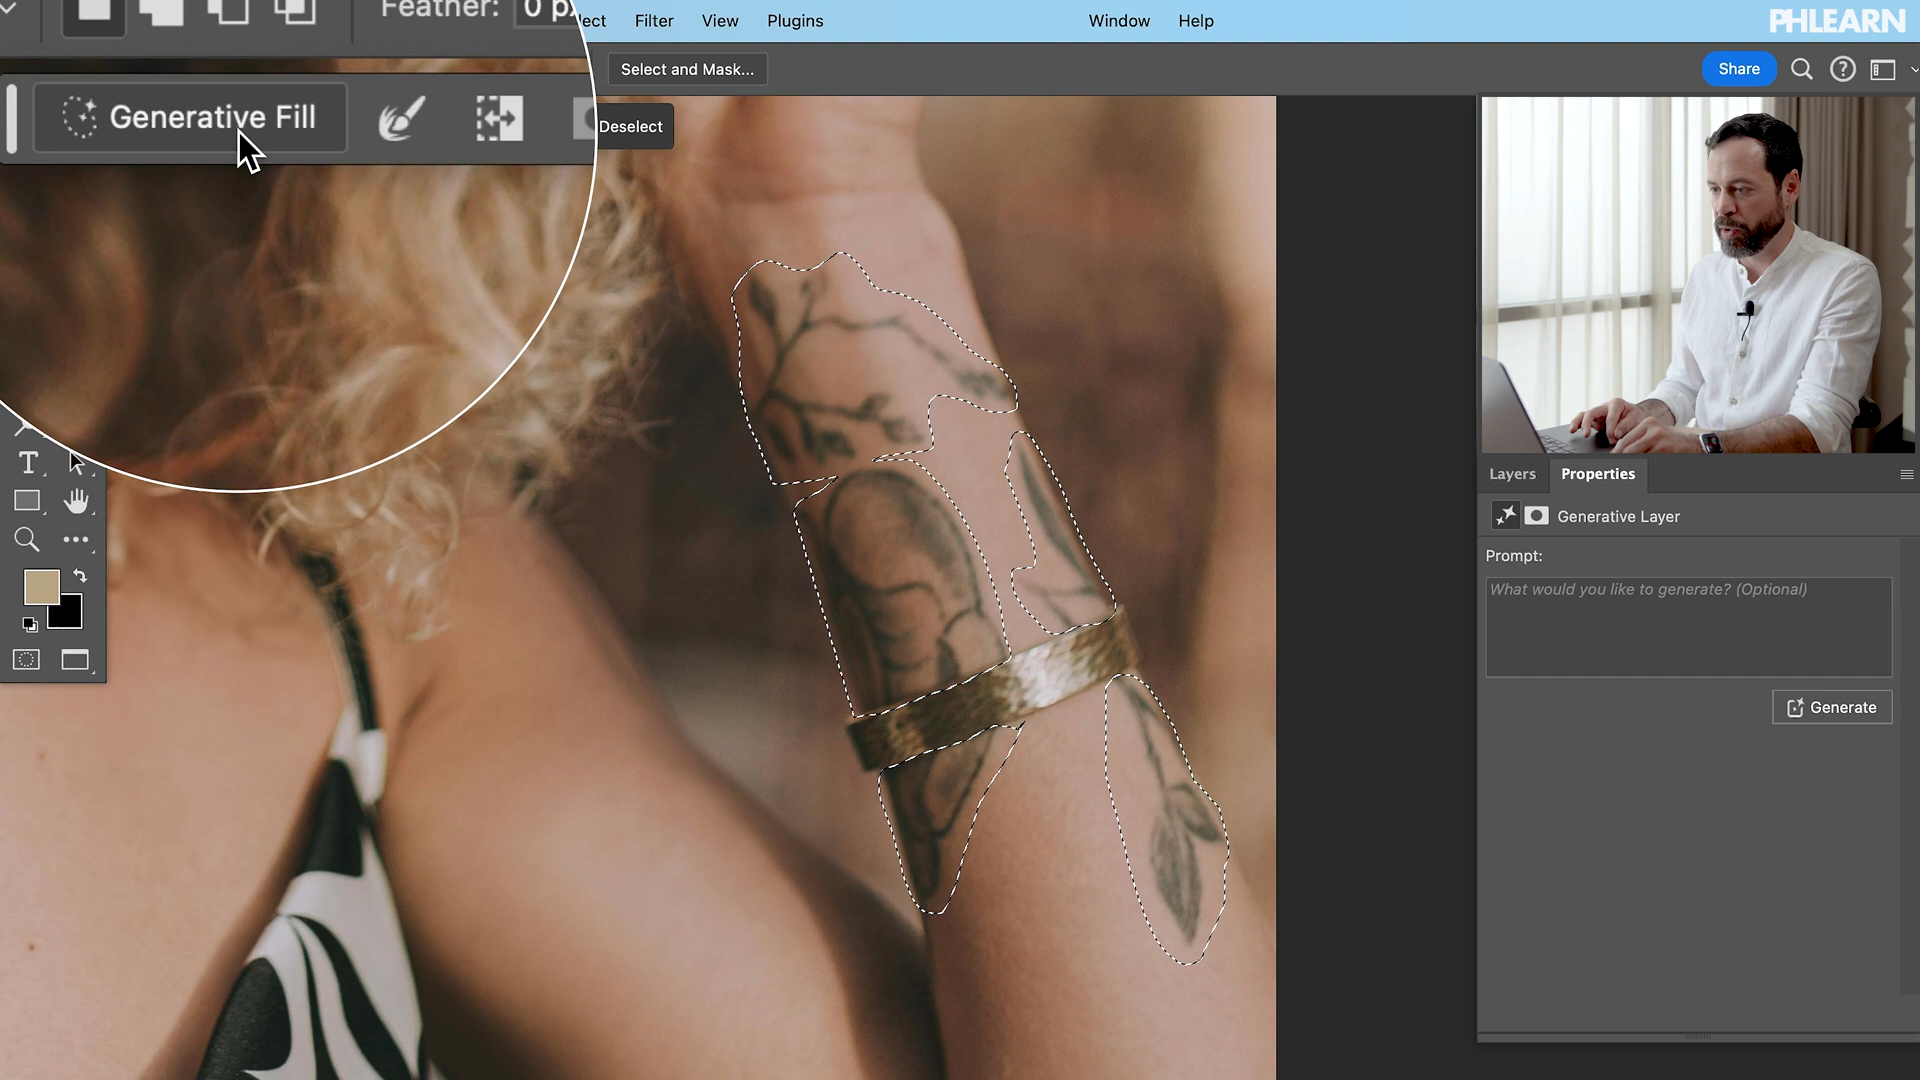 Feather: 0 px
Filter View Plugins Window Help
PHLEARN
Select and Mask...
Share
Generative Fill
Deselect
T
Layers Properties
Generative Layer
Prompt:
What would you like to generate? (Optional)
Generate